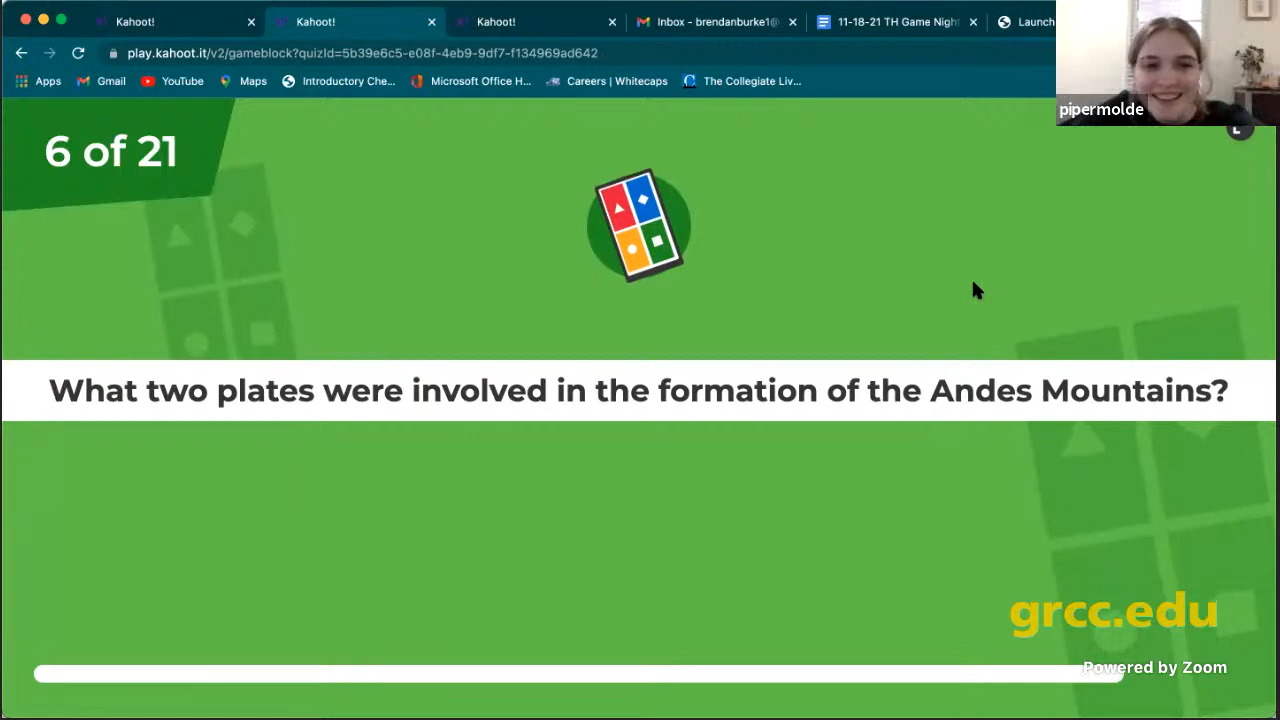 Kahoot!
Kahoot!
Kahoot!
Inbox - brendanburke1@
11-18-21 TH Game Night
Launch
play.kahoot.it/v2/gameblock?quizId=5b39e6c5-e08f-4eb9-9df7-f134969ad642
Apps
Gmail
YouTube
Maps
Introductory Che...
Microsoft Office H...
Careers | Whitecaps
The Collegiate Liv...
pipermolde
6 of 21
What two plates were involved in the formation of the Andes Mountains?
grcc.edu
Powered by Zoom